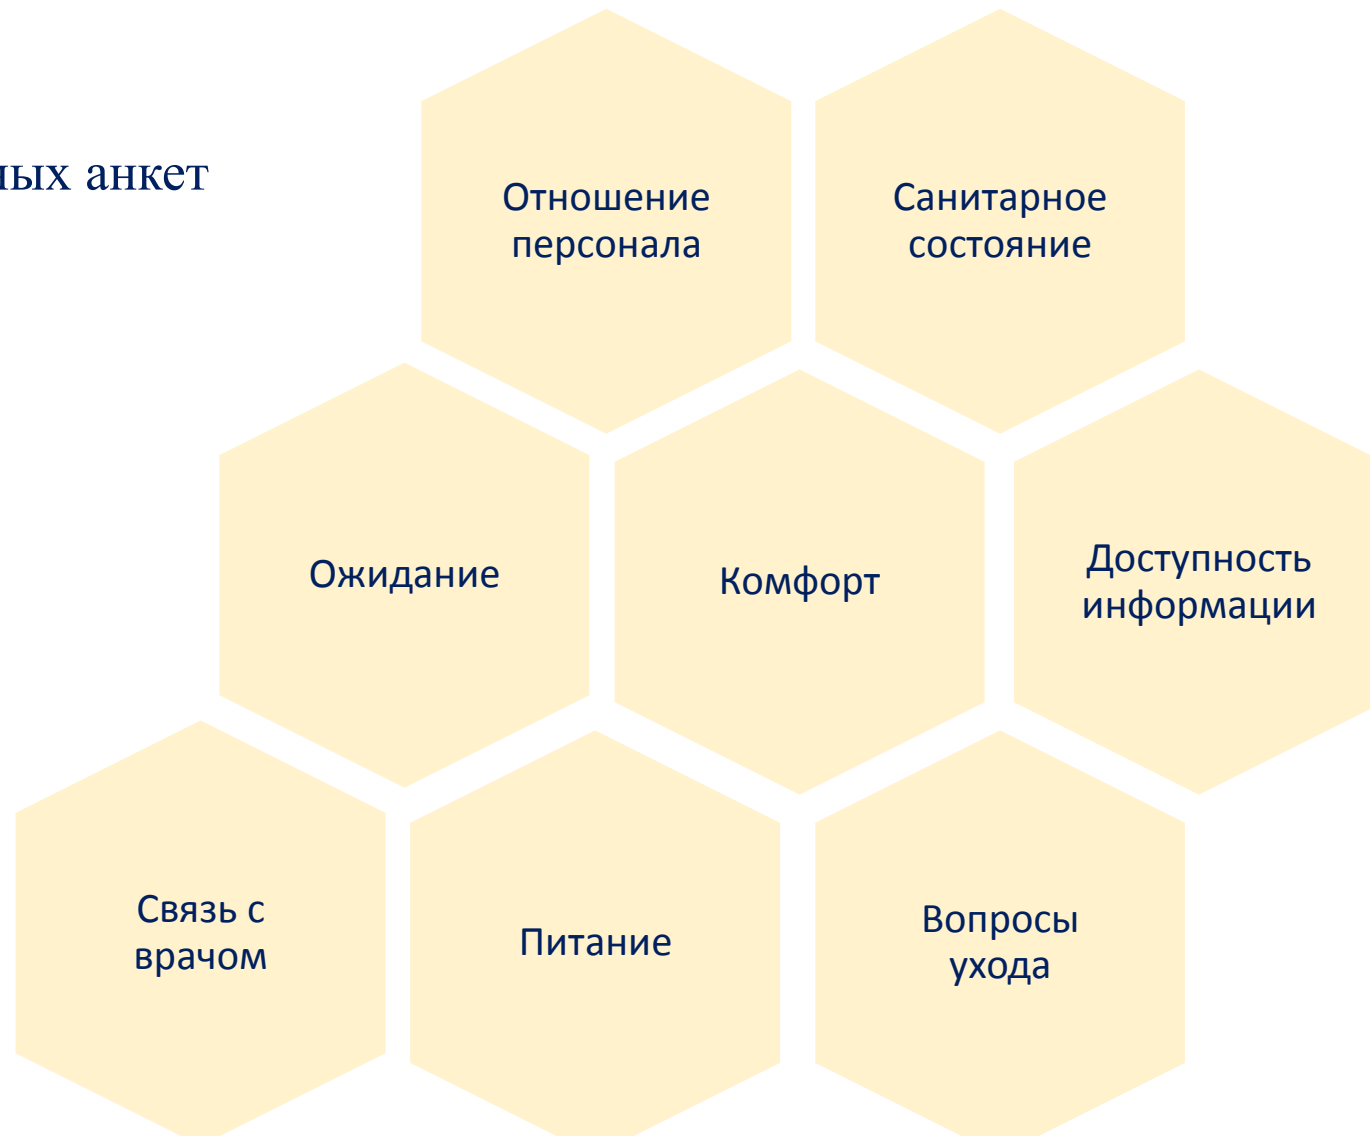 ных анкет
Отношение
персонала
Санитарное
состояние
Ожидание
Комфорт
Доступность
информации
Связь с
врачом
Питание
Вопросы
ухода